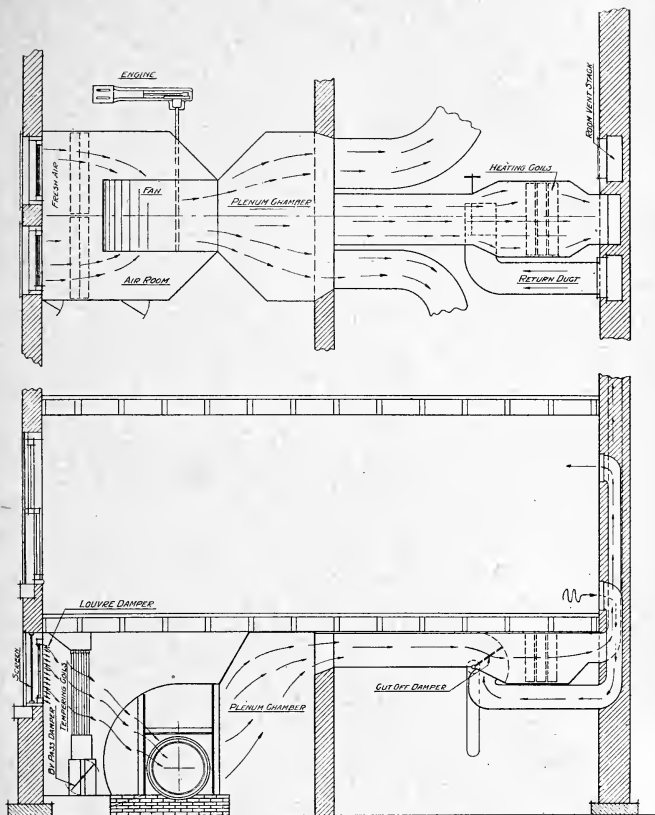 ENGINE
FRESH AIR
FAN
PLENUM CHAMBER
AIR ROOM
HEATING COILS
ROOM VENT STACK
RETURN DUCT
LOUVRE DAMPER
SCREEN
TEMPERING COILS
BY PASS DAMPER
PLENUM CHAMBER
CUT OFF DAMPER